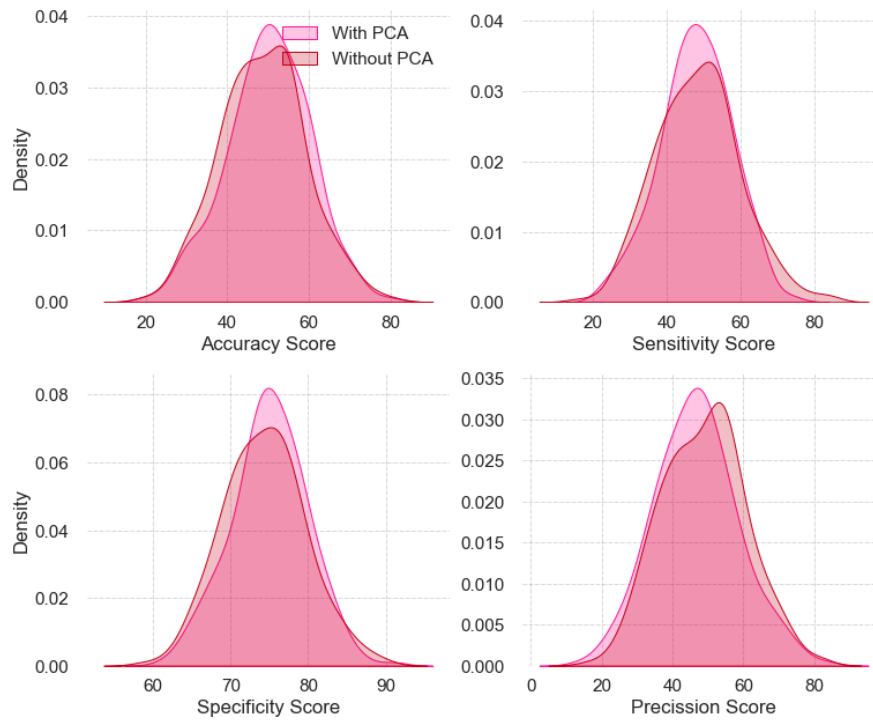 With PCA
Without PCA
Density
0.04
0.03
0.02
0.01
0.00
20 40 60 80
Accuracy Score
0.04
0.03
0.02
0.01
0.00
20 40 60 80
Sensitivity Score
Density
0.08
0.06
0.04
0.02
0.00
60 70 80 90
Specificity Score
0.035
0.030
0.025
0.020
0.015
0.010
0.005
0.000
0 20 40 60 80
Precission Score